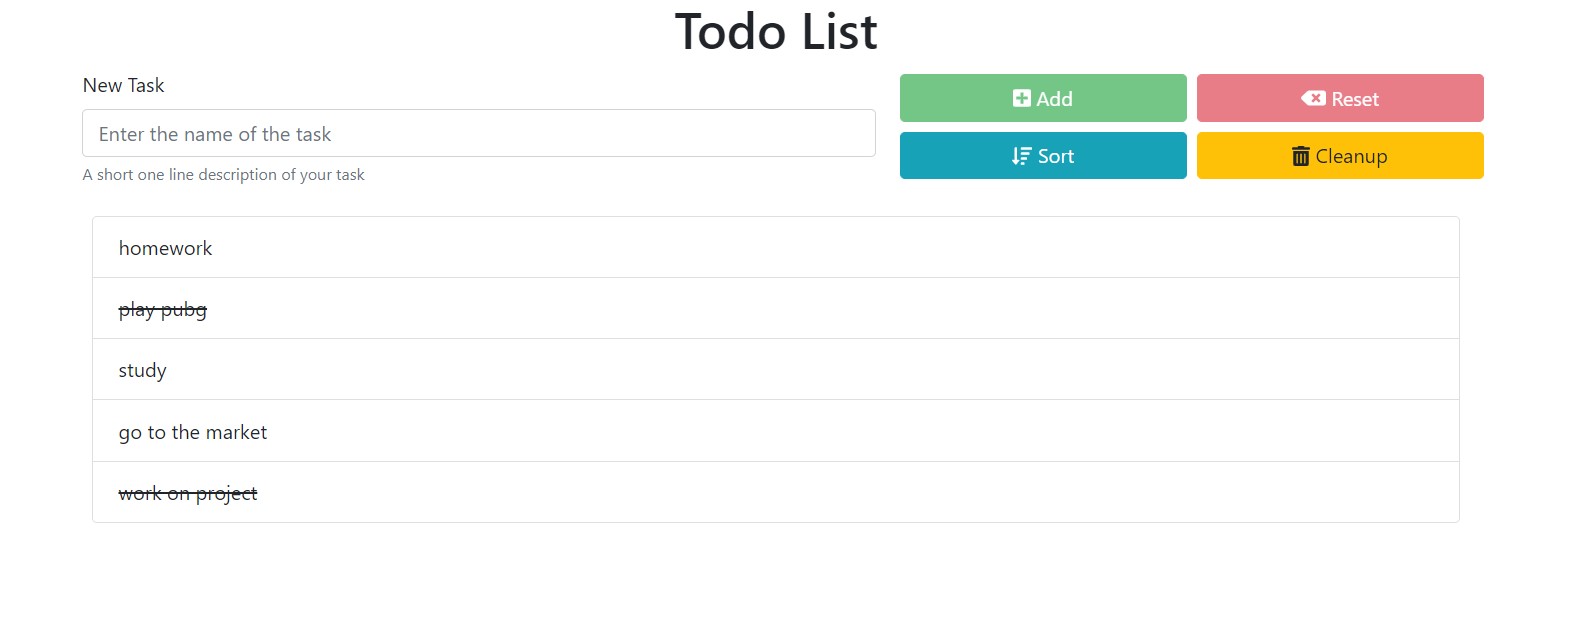 Todo List
New Task
Enter the name of the task
A short one line description of your task
Add
Reset
Sort
Cleanup
homework
play pubg
study
go to the market
work on project